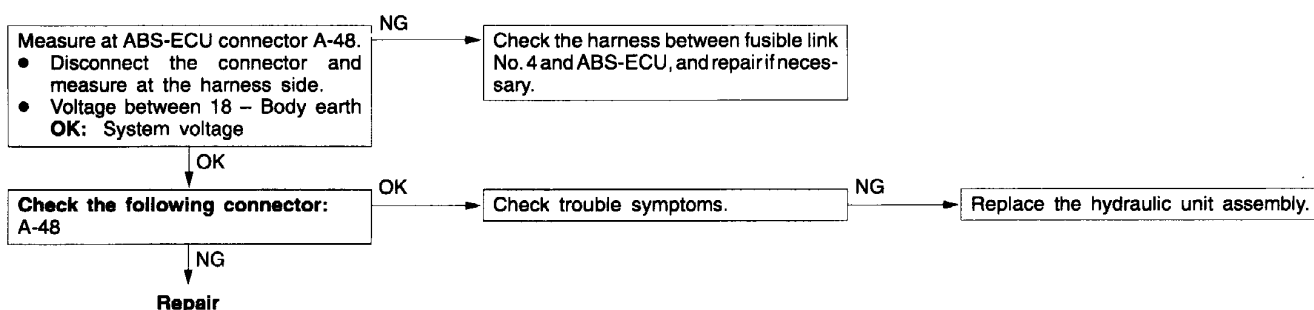 Measure at ABS-ECU connector A-48.
● Disconnect the connector and
measure at the harness side.
● Voltage between 18 – Body earth
OK: System voltage
NG
Check the harness between fusible link
No. 4 and ABS-ECU, and repair if neces-
sary.
OK
Check the following connector:
A-48
OK
Check trouble symptoms.
NG
Replace the hydraulic unit assembly.
NG
Repair